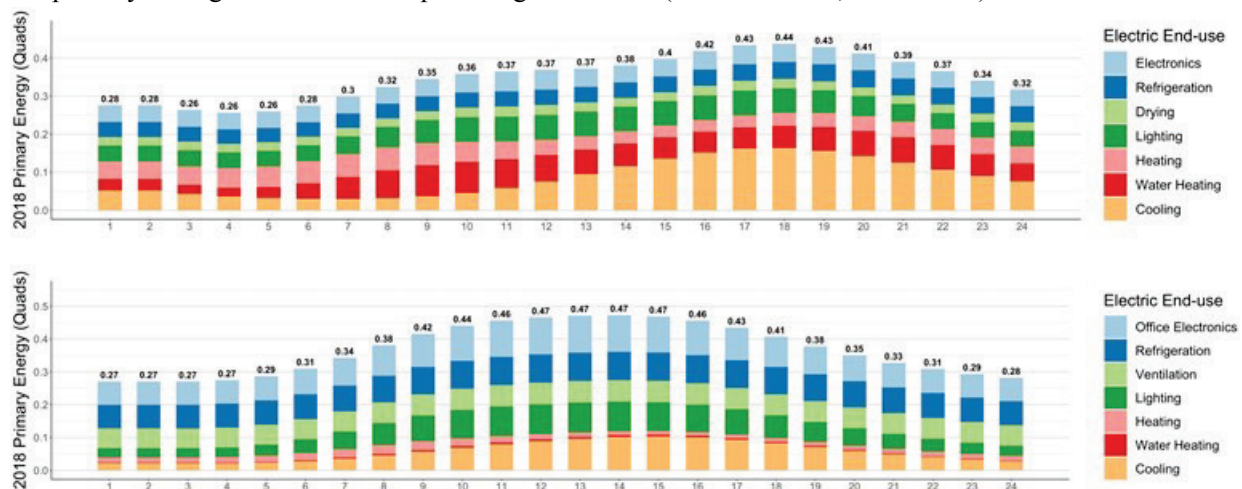 2018 Primary Energy (Quads)
0.4
0.3
0.2
0.1
0.0
0.28 0.28 0.26 0.26 0.26 0.28 0.3 0.32 0.35 0.36 0.37 0.37 0.37 0.38 0.4 0.42 0.43 0.44 0.43 0.41 0.39 0.37 0.34 0.32
1 2 3 4 5 6 7 8 9 10 11 12 13 14 15 16 17 18 19 20 21 22 23 24
Electric End-use
Electronics
Refrigeration
Drying
Lighting
Heating
Water Heating
Cooling
2018 Primary Energy (Quads)
0.5
0.4
0.3
0.2
0.1
0.0
0.27 0.27 0.27 0.27 0.29 0.31 0.34 0.38 0.42 0.44 0.46 0.47 0.47 0.47 0.47 0.46 0.43 0.41 0.38 0.35 0.33 0.31 0.29 0.28
1 2 3 4 5 6 7 8 9 10 11 12 13 14 15 16 17 18 19 20 21 22 23 24
Electric End-use
Office Electronics
Refrigeration
Ventilation
Lighting
Heating
Water Heating
Cooling